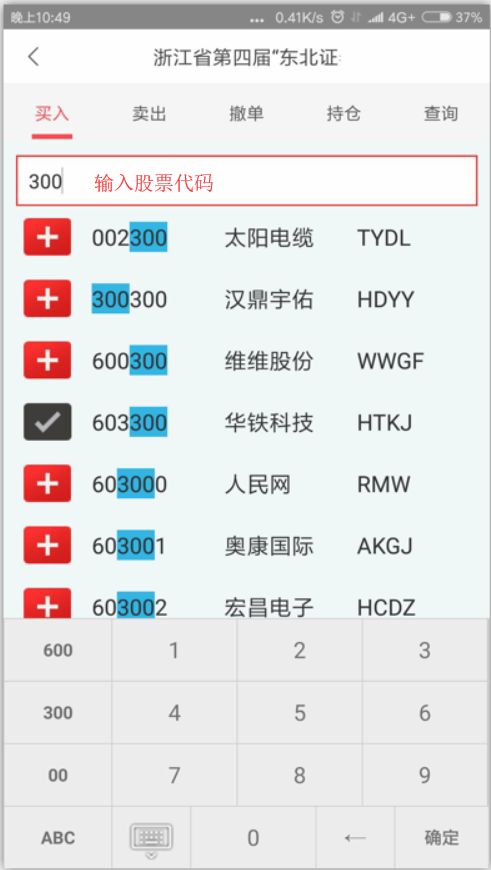 晚上10:49 ... 0.41K/s 4G+ 37%
浙江省第四届“东北证
买入 卖出 撤单 持仓 查询
300 输入股票代码
002300 太阳电缆 TYDL
300300 汉鼎宇佑 HDYY
600300 维维股份 WWGF
603300 华铁科技 HTKJ
603000 人民网 RMW
603001 奥康国际 AKGJ
603002 宏昌电子 HCDZ
600 1 2 3
300 4 5 6
00 7 8 9
ABC 0 ← 确定